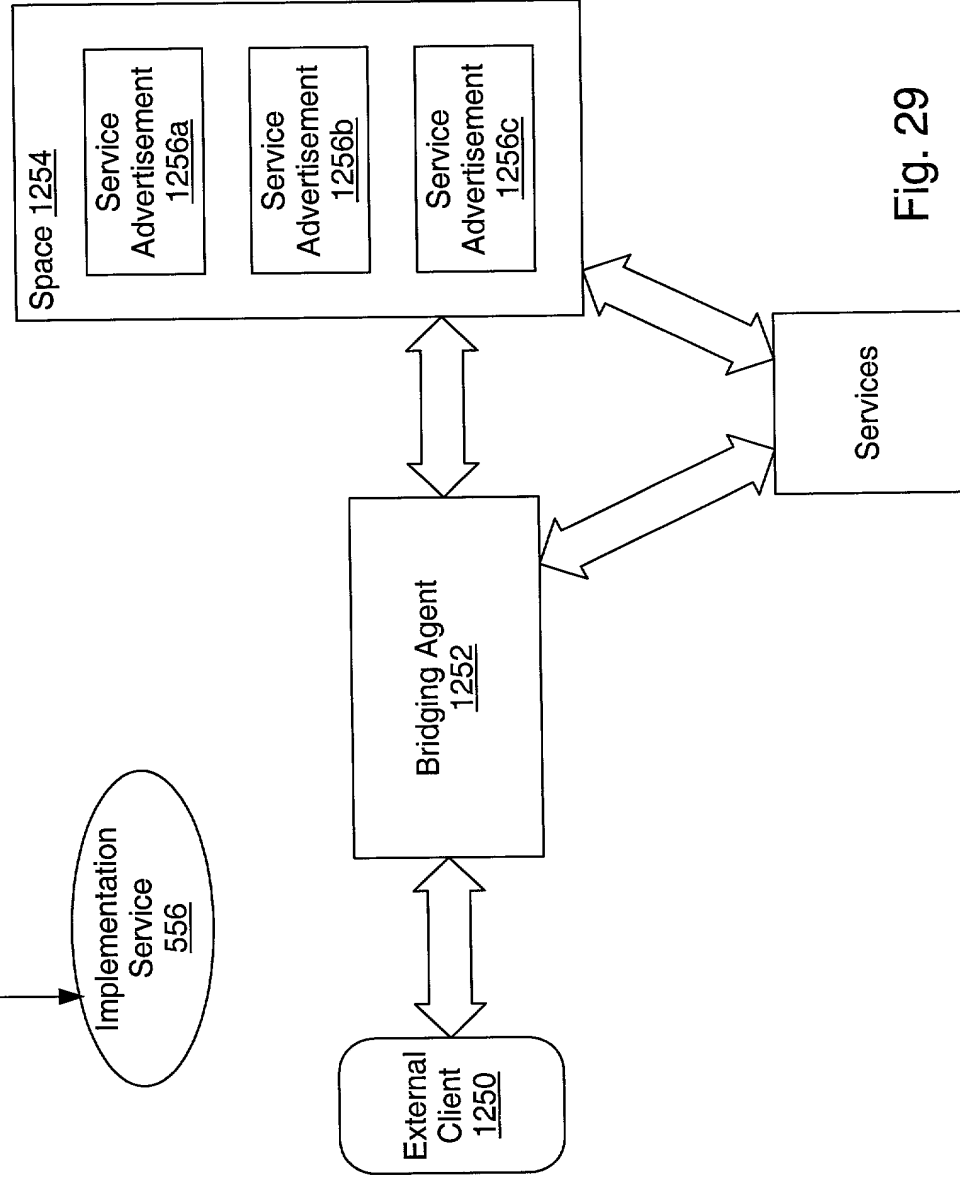 Implementation
Service
556
Space 1254
Service
Advertisement
1256a
Service
Advertisement
1256b
Service
Advertisement
1256c
External
Client
1250
Bridging Agent
1252
Services
Fig. 29